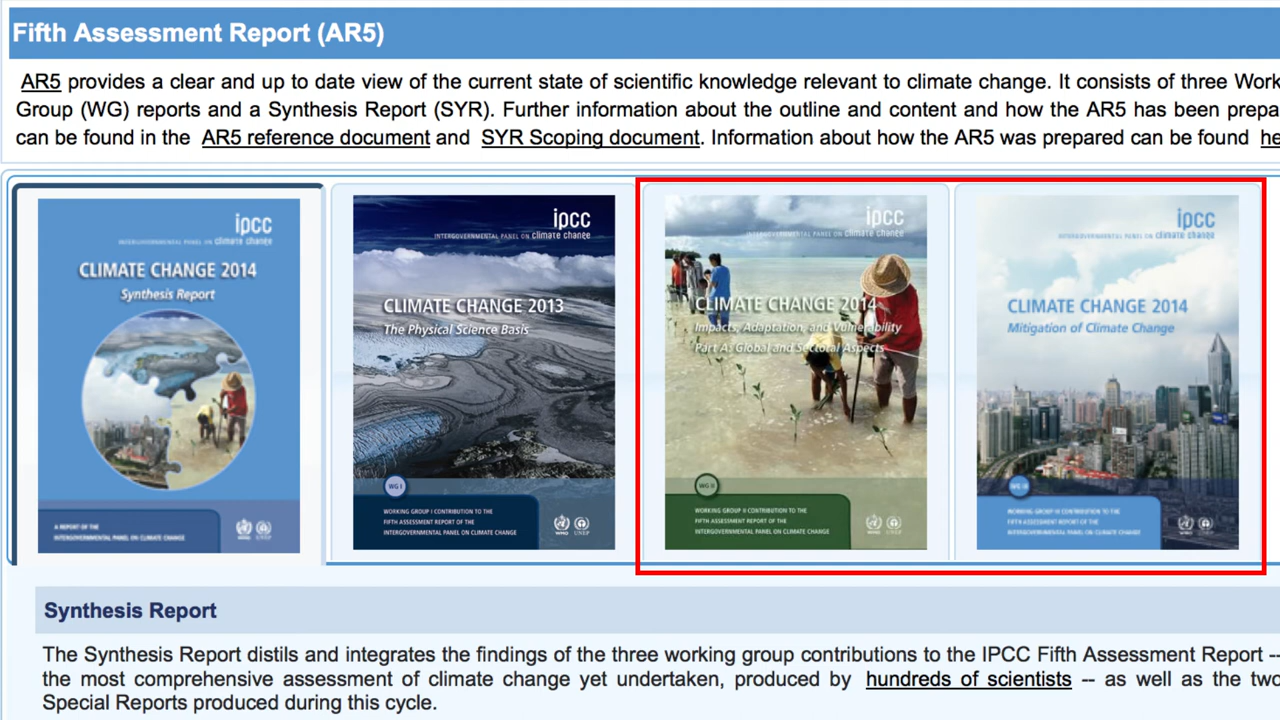 Fifth Assessment Report (AR5)
AR5 provides a clear and up to date view of the current state of scientific knowledge relevant to climate change. It consists of three Work
Group (WG) reports and a Synthesis Report (SYR). Further information about the outline and content and how the AR5 has been prepa
can be found in the AR5 reference document and SYR Scoping document. Information about how the AR5 was prepared can be found he
ipcc
INTERGOVERNMENTAL PANEL ON climate change
CLIMATE CHANGE 2014
Synthesis Report
A REPORT OF THE
INTERGOVERNMENTAL PANEL ON CLIMATE CHANGE
WMO UNEP
ipcc
INTERGOVERNMENTAL PANEL ON climate change
CLIMATE CHANGE 2013
The Physical Science Basis
WG I
WORKING GROUP I CONTRIBUTION TO THE
FIFTH ASSESSMENT REPORT OF THE
INTERGOVERNMENTAL PANEL ON CLIMATE CHANGE
WMO UNEP
ipcc
INTERGOVERNMENTAL PANEL ON climate change
CLIMATE CHANGE 2014
Impacts, Adaptation, and Vulnerability
Part A: Global and Sectoral Aspects
WG II
WORKING GROUP II CONTRIBUTION TO THE
FIFTH ASSESSMENT REPORT OF THE
INTERGOVERNMENTAL PANEL ON CLIMATE CHANGE
WMO UNEP
ipcc
INTERGOVERNMENTAL PANEL ON climate change
CLIMATE CHANGE 2014
Mitigation of Climate Change
WG III
WORKING GROUP III CONTRIBUTION TO THE
FIFTH ASSESSMENT REPORT OF THE
INTERGOVERNMENTAL PANEL ON CLIMATE CHANGE
WMO UNEP
Synthesis Report
The Synthesis Report distils and integrates the findings of the three working group contributions to the IPCC Fifth Assessment Report --
the most comprehensive assessment of climate change yet undertaken, produced by hundreds of scientists -- as well as the two
Special Reports produced during this cycle.